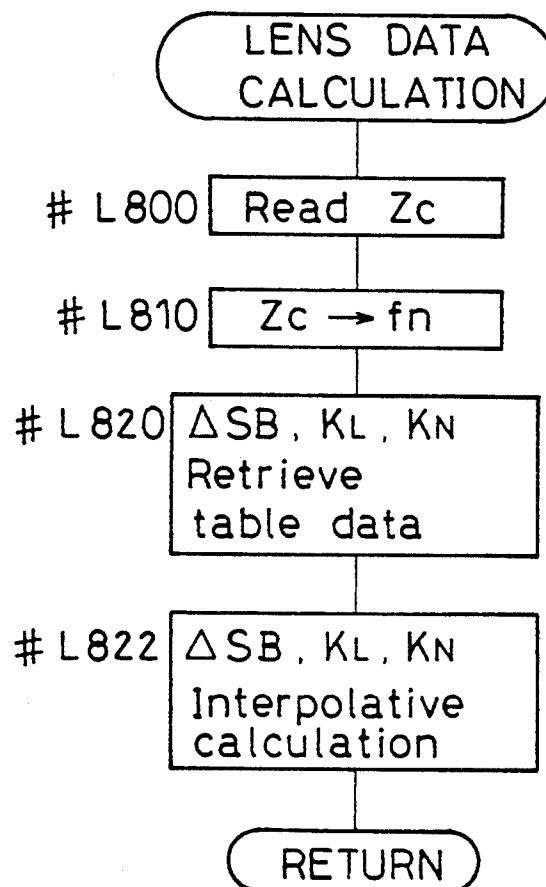 LENS DATA
CALCULATION
# L800 Read Zc
# L810 Zc → fn
# L820 ΔSB, KL, KN
Retrieve
table data
# L822 ΔSB, KL, KN
Interpolative
calculation
RETURN